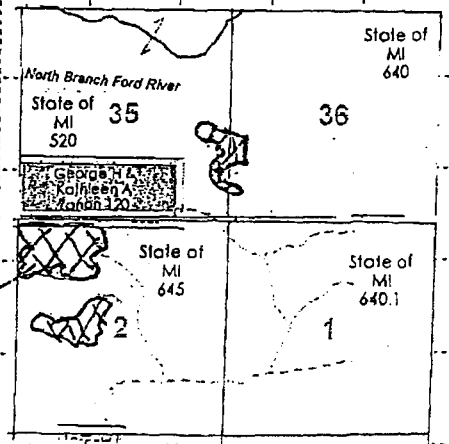 State of
MI
640
North Branch Ford River
State of
MI
520
35
36
George H &
Kathleen A
120
State of
MI
645
State of
MI
640.1
2
1